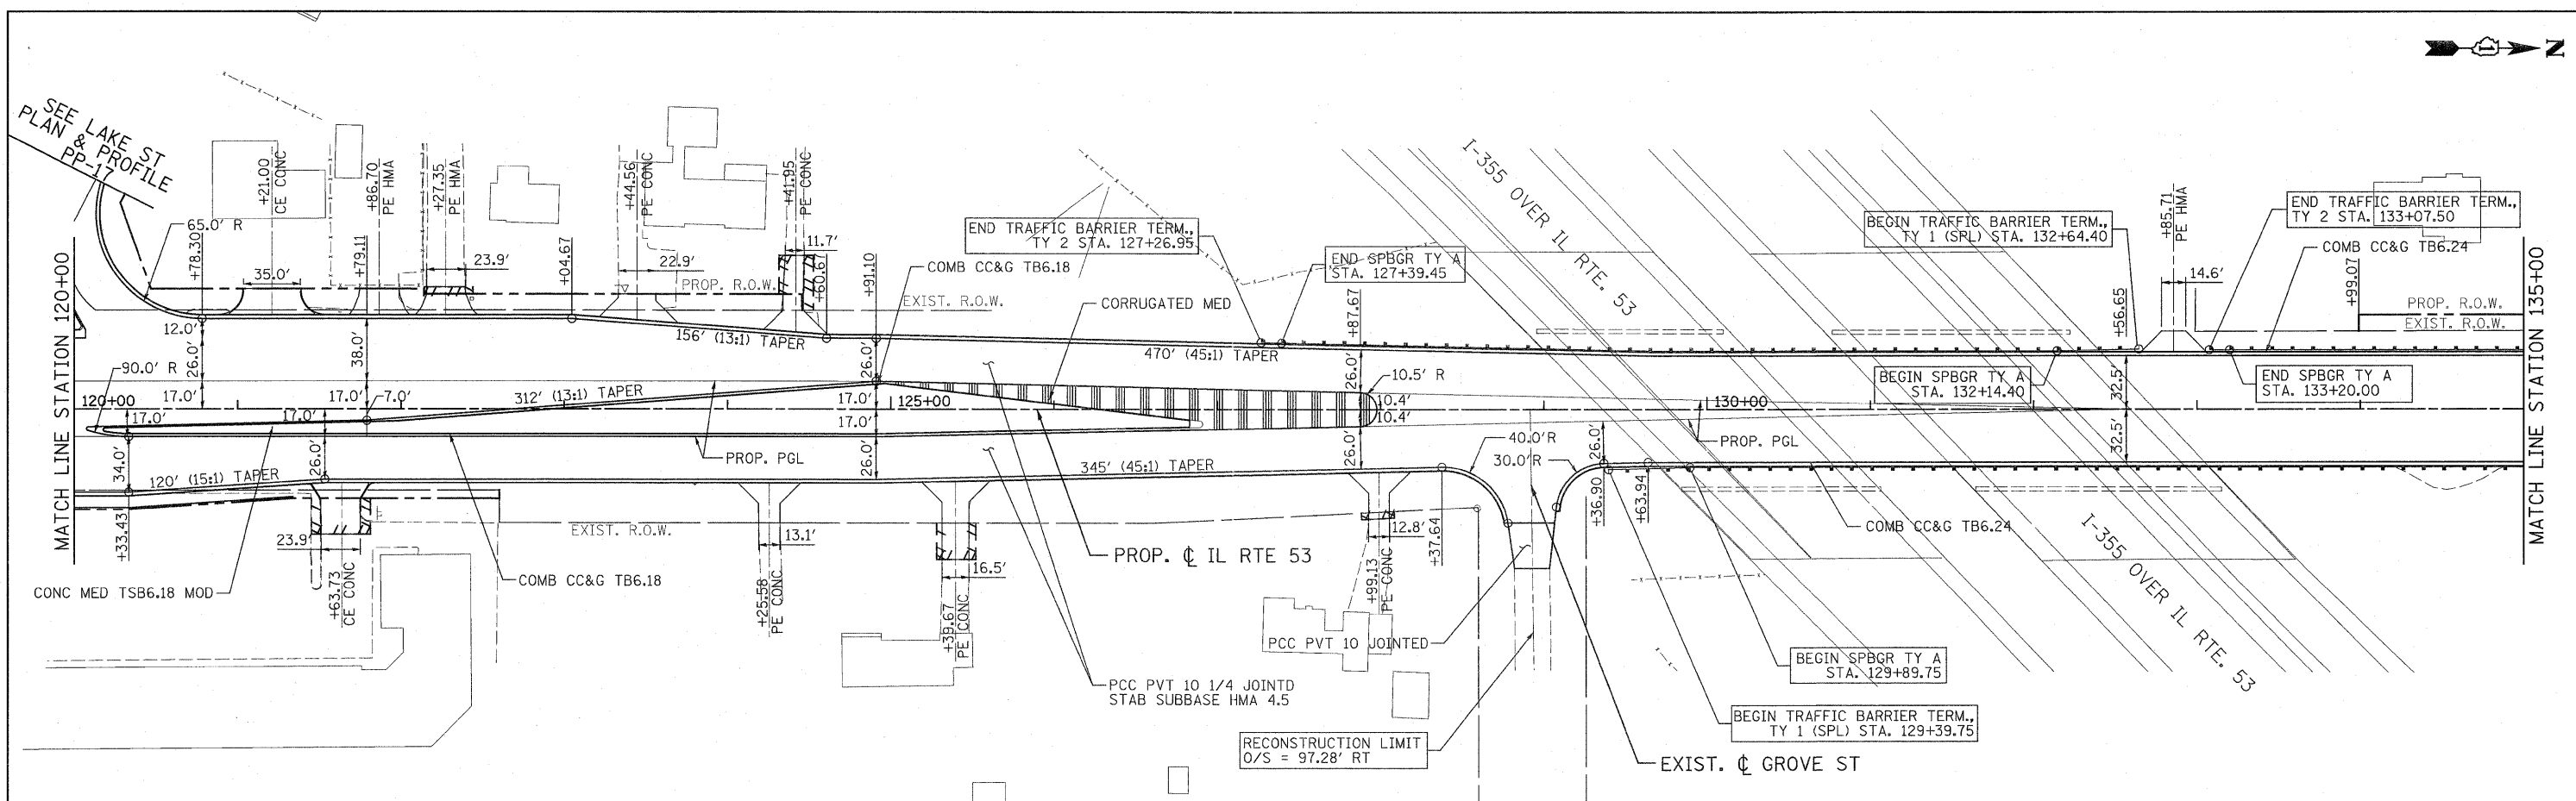 N
SEE LAKE ST
PLAN & PROFILE
PP-17
65.0' R
+78.30
+21.00
CE CONC
35.0'
+86.70
PE HMA
+79.11
+27.35
PE HMA
23.9'
+04.67
+44.56
PE CONC
22.9'
PROP. R.O.W.
+41.95
PE CONC
11.7'
+60.67
EXIST. R.O.W.
+91.10
COMB CC&G TB6.18
CORRUGATED MED
END TRAFFIC BARRIER TERM.,
TY 2 STA. 127+26.95
END SPBGR TY A
STA. 127+39.45
+87.67
I-355 OVER IL RTE. 53
BEGIN TRAFFIC BARRIER TERM.,
TY 1 (SPL) STA. 132+64.40
+56.65
+85.71
PE HMA
14.6'
END TRAFFIC BARRIER TERM.,
TY 2 STA. 133+07.50
COMB CC&G TB6.24
+99.07
PROP. R.O.W.
EXIST. R.O.W.
MATCH LINE STATION 120+00
MATCH LINE STATION 135+00
12.0'
26.0'
38.0'
156' (13:1) TAPER
26.0'
470' (45:1) TAPER
26.0'
10.5' R
BEGIN SPBGR TY A
STA. 132+14.40
32.5'
END SPBGR TY A
STA. 133+20.00
90.0' R
17.0'
17.0'
7.0'
312' (13:1) TAPER
17.0'
10.4'
120+00
125+00
130+00
17.0'
17.0'
17.0'
10.4'
32.5'
34.0'
120' (15:1) TAPER
26.0'
PROP. PGL
26.0'
345' (45:1) TAPER
26.0'
40.0'R
30.0'R
26.0'
PROP. PGL
+33.43
23.9'
+63.73
CE CONC
EXIST. R.O.W.
COMB CC&G TB6.18
CONC MED TSB6.18 MOD
13.1'
+25.58
PE CONC
16.5'
+39.67
PE CONC
PROP. ℄ IL RTE 53
12.8'
+99.13
PE CONC
+37.64
+36.90
+63.94
COMB CC&G TB6.24
I-355 OVER IL RTE. 53
PCC PVT 10 JOINTED
PCC PVT 10 1/4 JOINTD
STAB SUBBASE HMA 4.5
BEGIN SPBGR TY A
STA. 129+89.75
BEGIN TRAFFIC BARRIER TERM.,
TY 1 (SPL) STA. 129+39.75
RECONSTRUCTION LIMIT
O/S = 97.28' RT
EXIST. ℄ GROVE ST